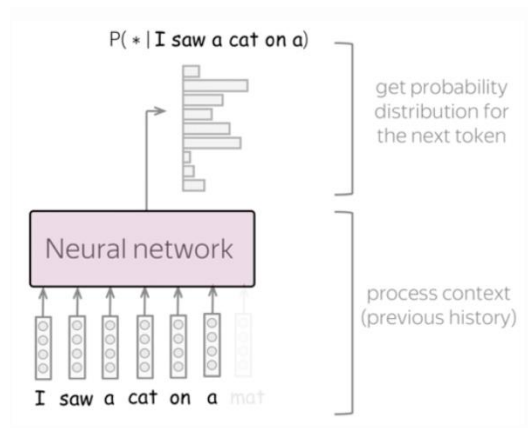 P( * | I saw a cat on a)
get probability
distribution for
the next token
Neural network
process context
(previous history)
I saw a cat on a mat